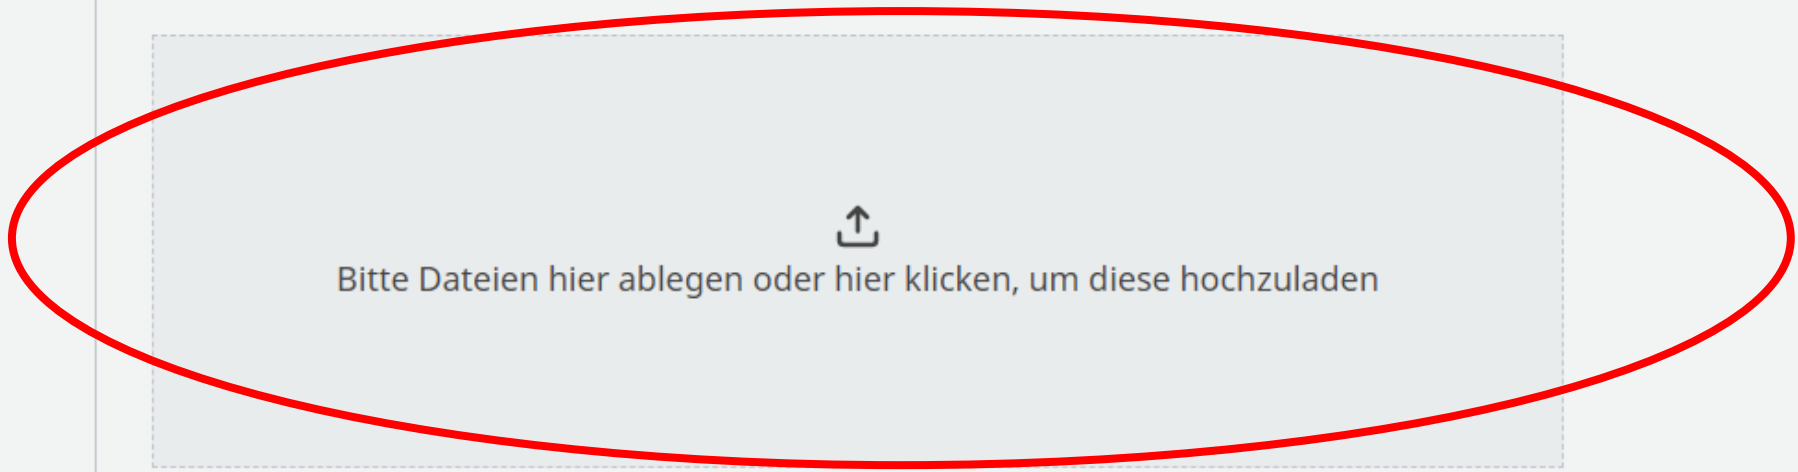 Bitte Dateien hier ablegen oder hier klicken, um diese hochzuladen